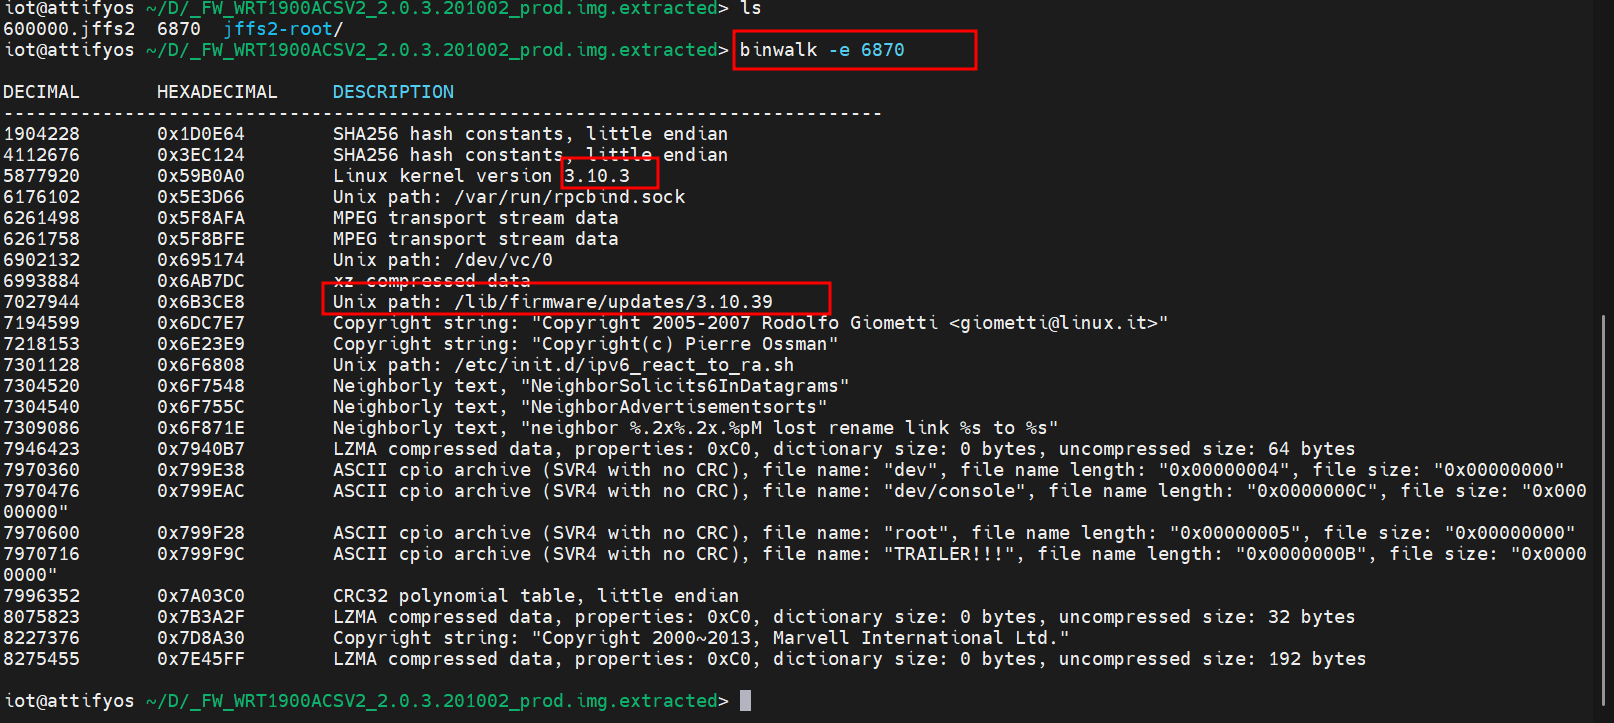 iot@attifyos ~/D/_FW_WRT1900ACSV2_2.0.3.201002_prod.img.extracted> ls
600000.jffs2  6870  jffs2-root/
iot@attifyos ~/D/_FW_WRT1900ACSV2_2.0.3.201002_prod.img.extracted> binwalk -e 6870
DECIMAL       HEXADECIMAL     DESCRIPTION
--------------------------------------------------------------------------------
1904228       0x1D0E64        SHA256 hash constants, little endian
4112676       0x3EC124        SHA256 hash constants, little endian
5877920       0x59B0A0        Linux kernel version 3.10.3
6176102       0x5E3D66        Unix path: /var/run/rpcbind.sock
6261498       0x5F8AFA        MPEG transport stream data
6261758       0x5F8BFE        MPEG transport stream data
6902132       0x695174        Unix path: /dev/vc/0
6993884       0x6AB7DC        xz compressed data
7027944       0x6B3CE8        Unix path: /lib/firmware/updates/3.10.39
7194599       0x6DC7E7        Copyright string: "Copyright 2005-2007 Rodolfo Giometti <giometti@linux.it>"
7218153       0x6E23E9        Copyright string: "Copyright(c) Pierre Ossman"
7301128       0x6F6808        Unix path: /etc/init.d/ipv6_react_to_ra.sh
7304520       0x6F7548        Neighborly text, "NeighborSolicits6InDatagrams"
7304540       0x6F755C        Neighborly text, "NeighborAdvertisementsorts"
7309086       0x6F871E        Neighborly text, "neighbor %.2x%.2x.%pM lost rename link %s to %s"
7946423       0x7940B7        LZMA compressed data, properties: 0xC0, dictionary size: 0 bytes, uncompressed size: 64 bytes
7970360       0x799E38        ASCII cpio archive (SVR4 with no CRC), file name: "dev", file name length: "0x00000004", file size: "0x00000000"
7970476       0x799EAC        ASCII cpio archive (SVR4 with no CRC), file name: "dev/console", file name length: "0x0000000C", file size: "0x000
00000"
7970600       0x799F28        ASCII cpio archive (SVR4 with no CRC), file name: "root", file name length: "0x00000005", file size: "0x00000000"
7970716       0x799F9C        ASCII cpio archive (SVR4 with no CRC), file name: "TRAILER!!!", file name length: "0x0000000B", file size: "0x0000
0000"
7996352       0x7A03C0        CRC32 polynomial table, little endian
8075823       0x7B3A2F        LZMA compressed data, properties: 0xC0, dictionary size: 0 bytes, uncompressed size: 32 bytes
8227376       0x7D8A30        Copyright string: "Copyright 2000~2013, Marvell International Ltd."
8275455       0x7E45FF        LZMA compressed data, properties: 0xC0, dictionary size: 0 bytes, uncompressed size: 192 bytes
iot@attifyos ~/D/_FW_WRT1900ACSV2_2.0.3.201002_prod.img.extracted>